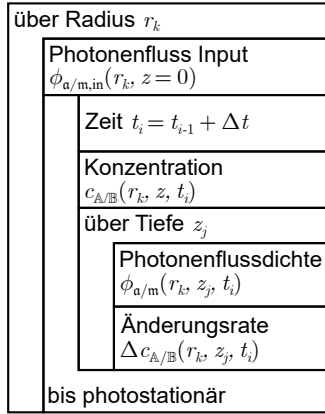 über Radius r_k
Photonenfluss Input
ϕ_{𝔞/𝔪,in}(r_k, z = 0)
Zeit t_i = t_{i-1} + Δt
Konzentration
c_{𝔸/𝔹}(r_k, z, t_i)
über Tiefe z_j
Photonenflussdichte
ϕ_{𝔞/𝔪}(r_k, z_j, t_i)
Änderungsrate
Δc_{𝔸/𝔹}(r_k, z_j, t_i)
bis photostationär